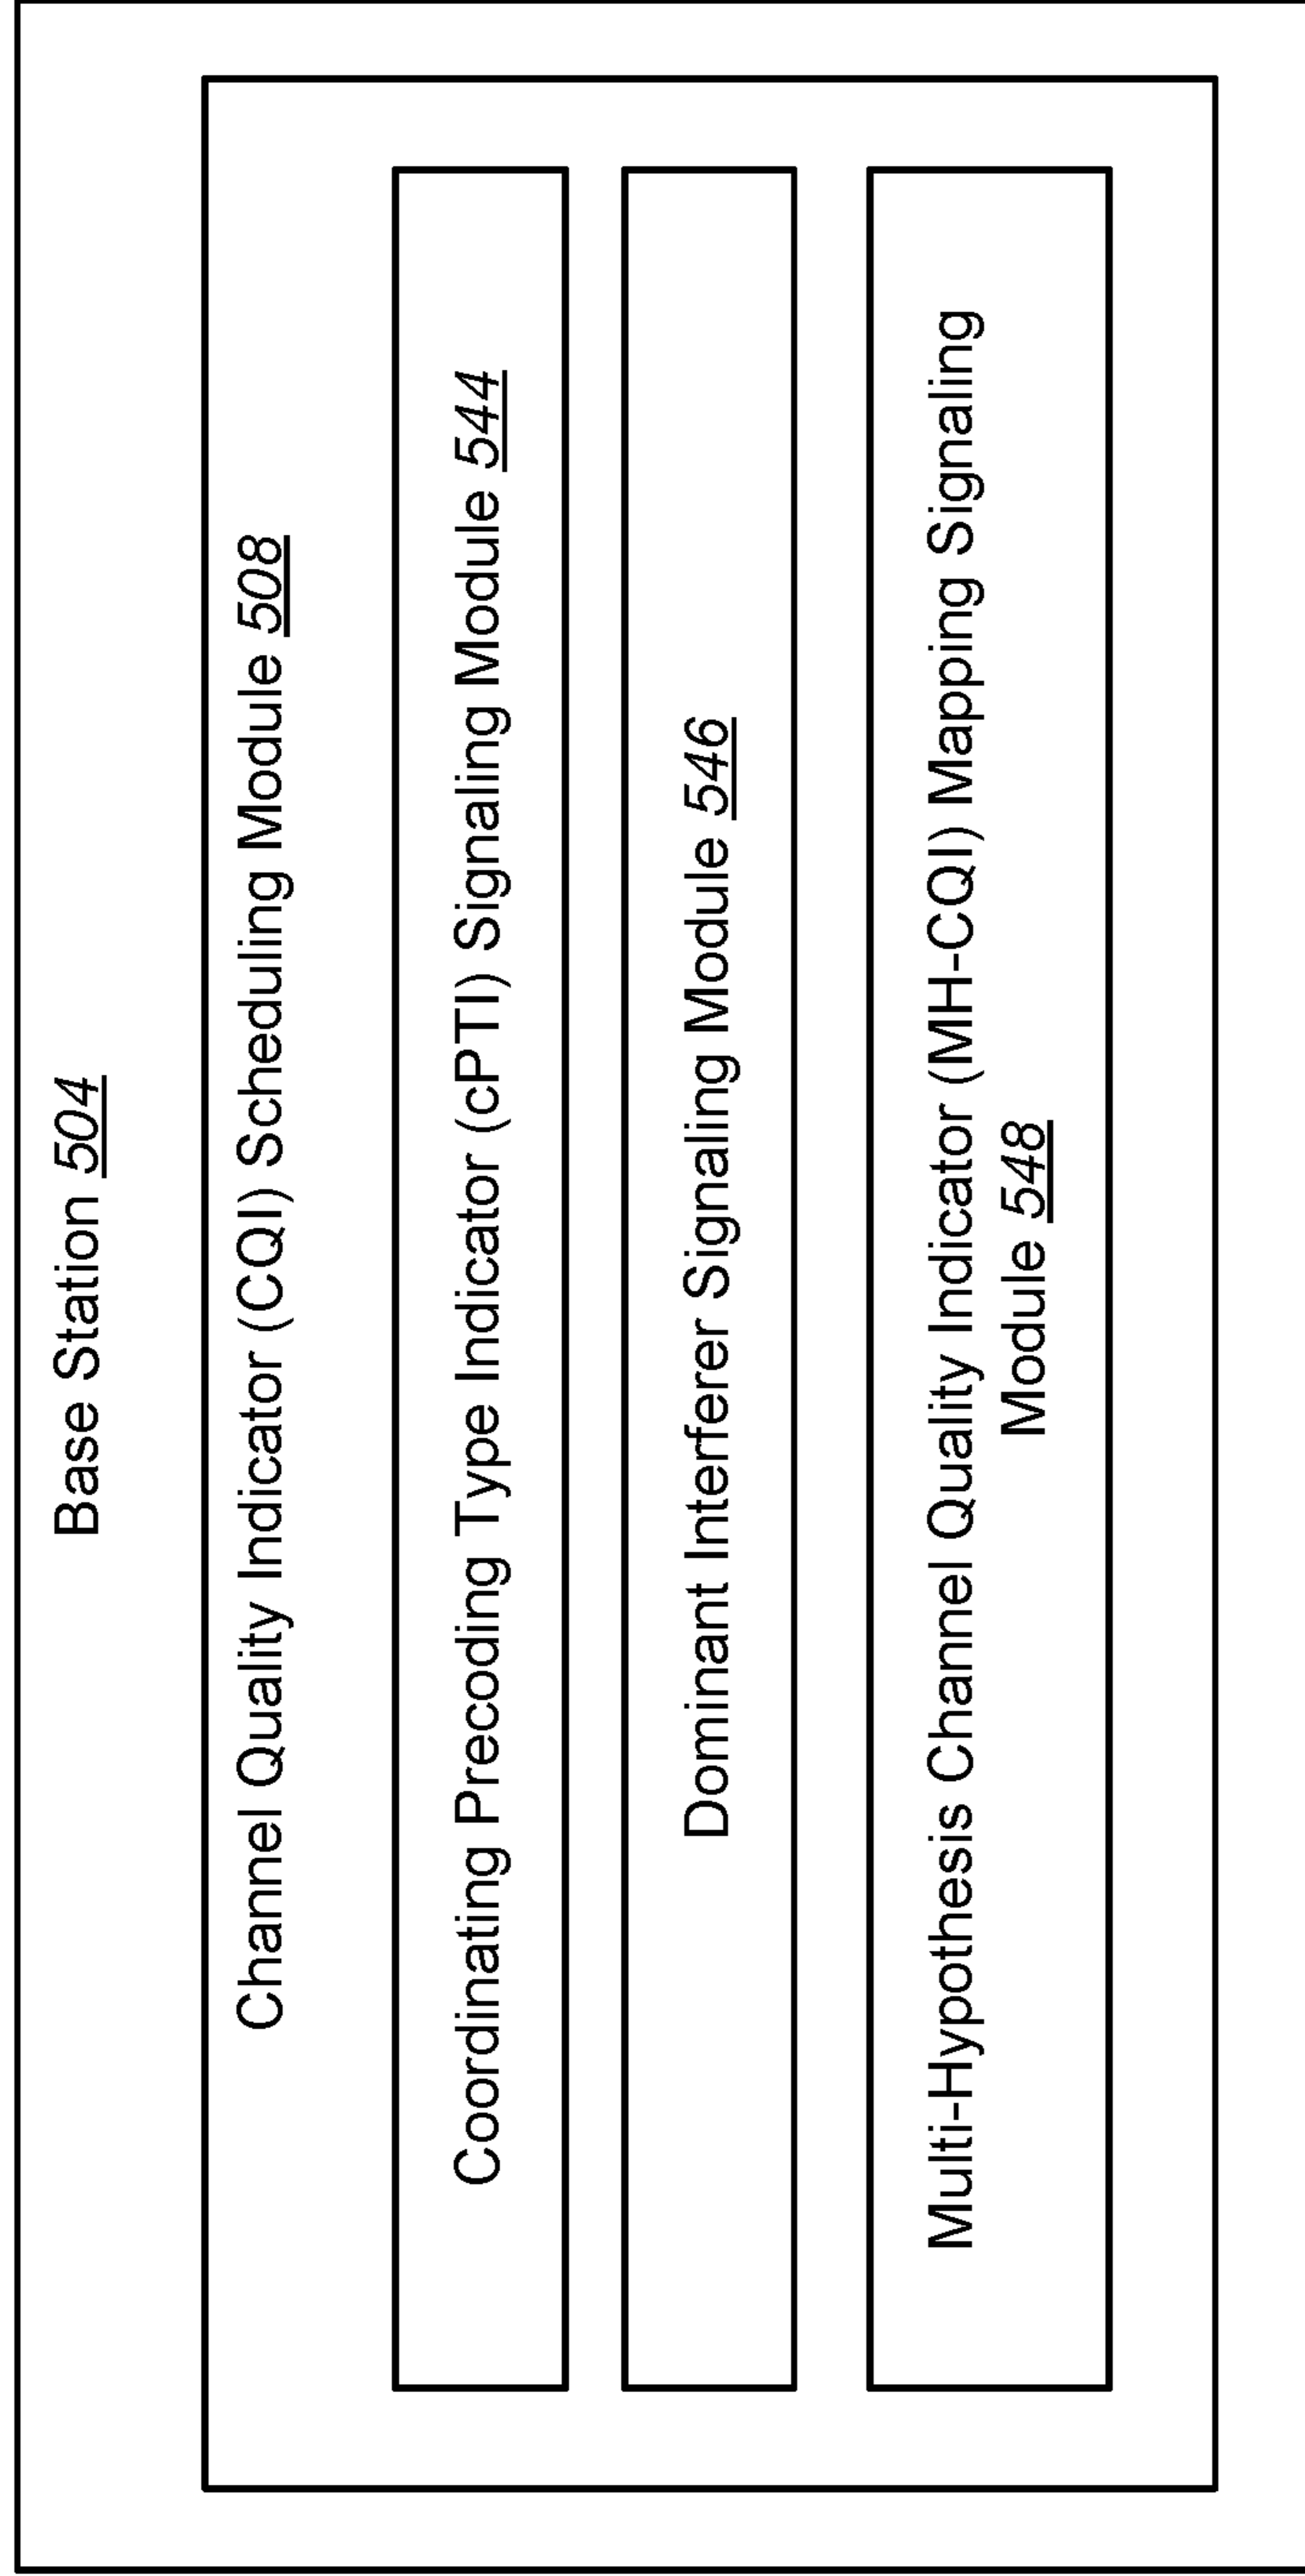 Base Station 504
Channel Quality Indicator (CQI) Scheduling Module 508
Coordinating Precoding Type Indicator (cPTI) Signaling Module 544
Dominant Interferer Signaling Module 546
Multi-Hypothesis Channel Quality Indicator (MH-CQI) Mapping Signaling
Module 548